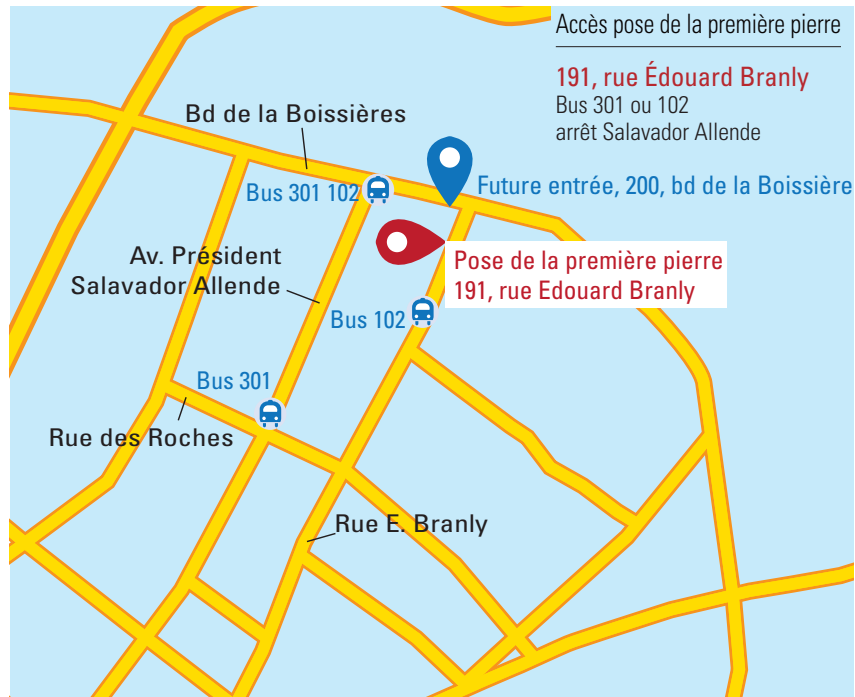 Accès pose de la première pierre
191, rue Édouard Branly
Bus 301 ou 102
arrêt Salavador Allende
Bd de la Boissières
Bus 301 102
Future entrée, 200, bd de la Boissière
Av. Président
Salavador Allende
Pose de la première pierre
191, rue Edouard Branly
Bus 102
Bus 301
Rue des Roches
Rue E. Branly